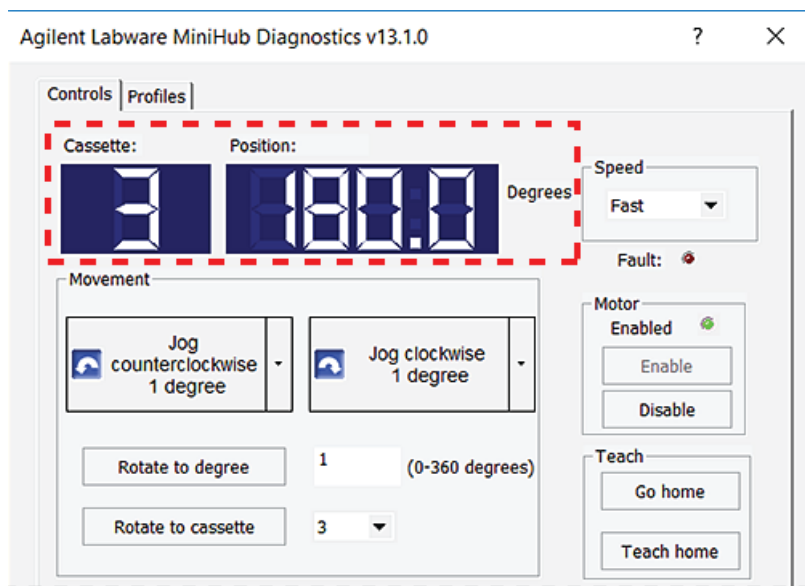 Agilent Labware MiniHub Diagnostics v13.1.0 ?
Controls Profiles
Cassette: Position:
3 180.0 Degrees
Speed
Fast
Fault:
Movement
Jog
counterclockwise
1 degree
Jog clockwise
1 degree
Motor
Enabled
Enable
Disable
Rotate to degree 1 (0-360 degrees)
Rotate to cassette 3
Teach
Go home
Teach home